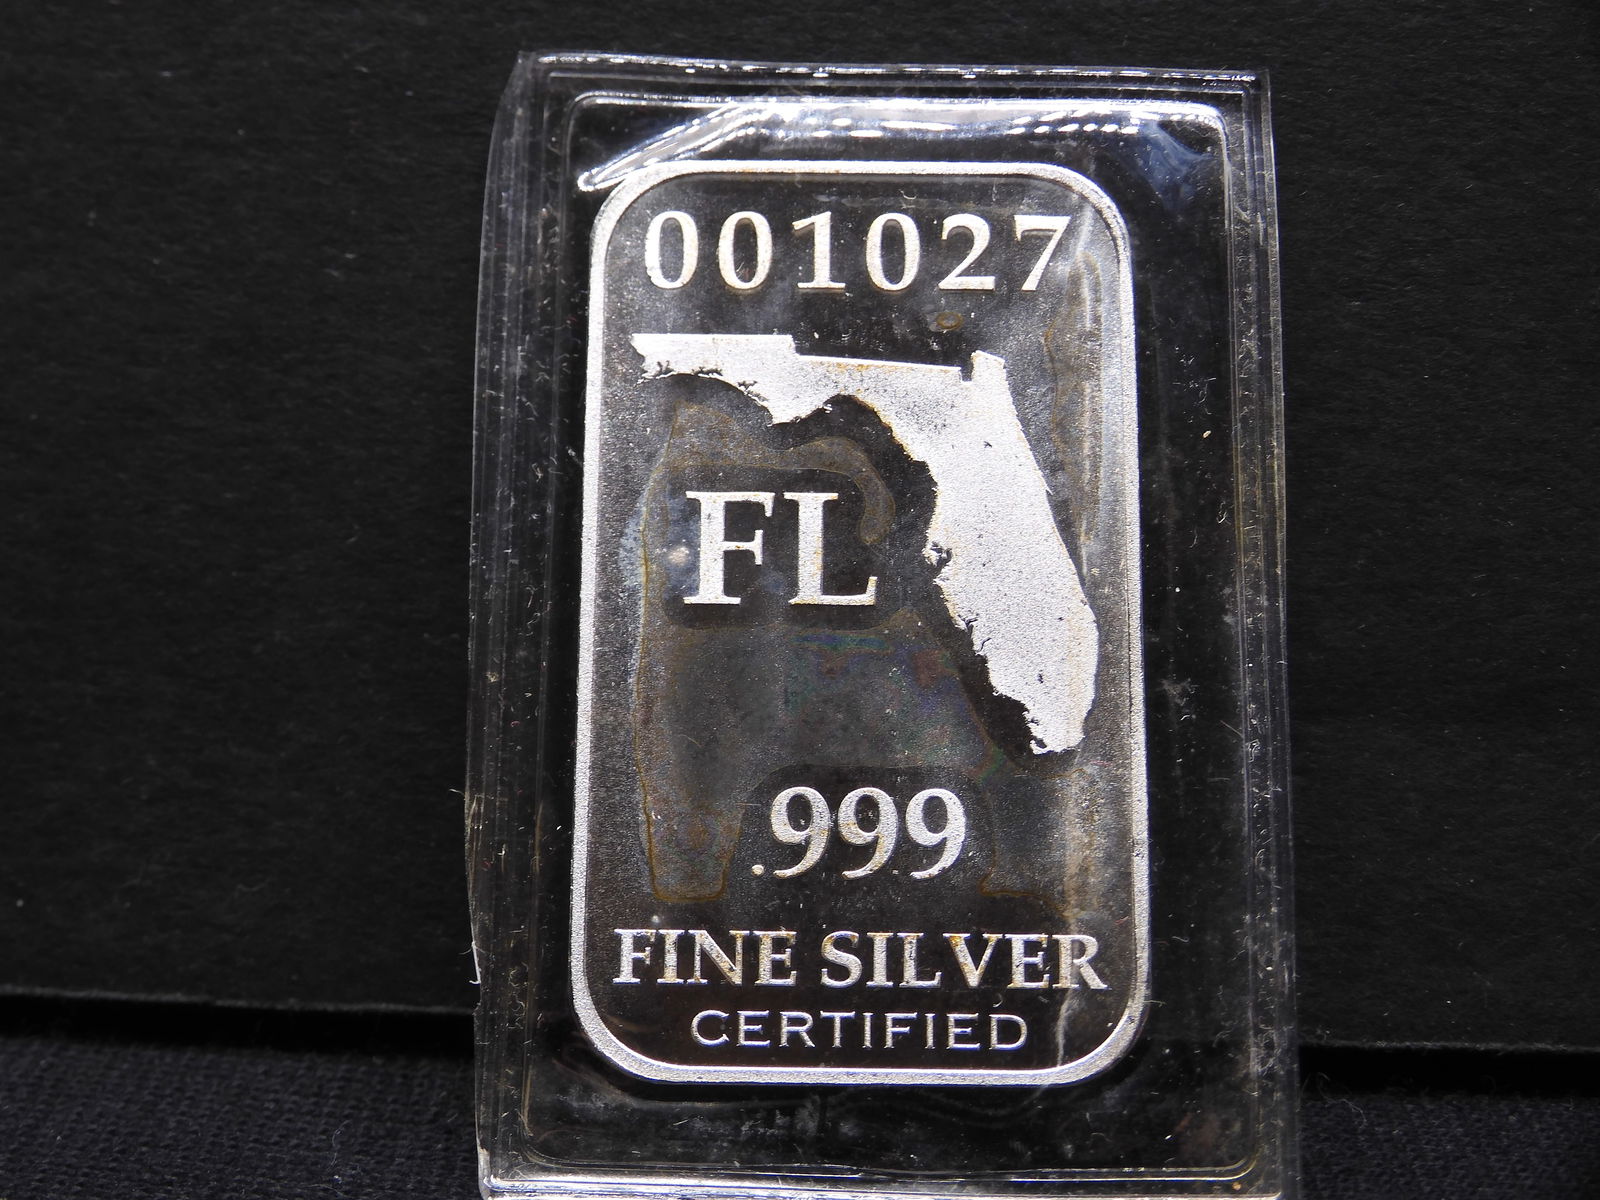 001027
FL
.999
FINE SILVER
CERTIFIED